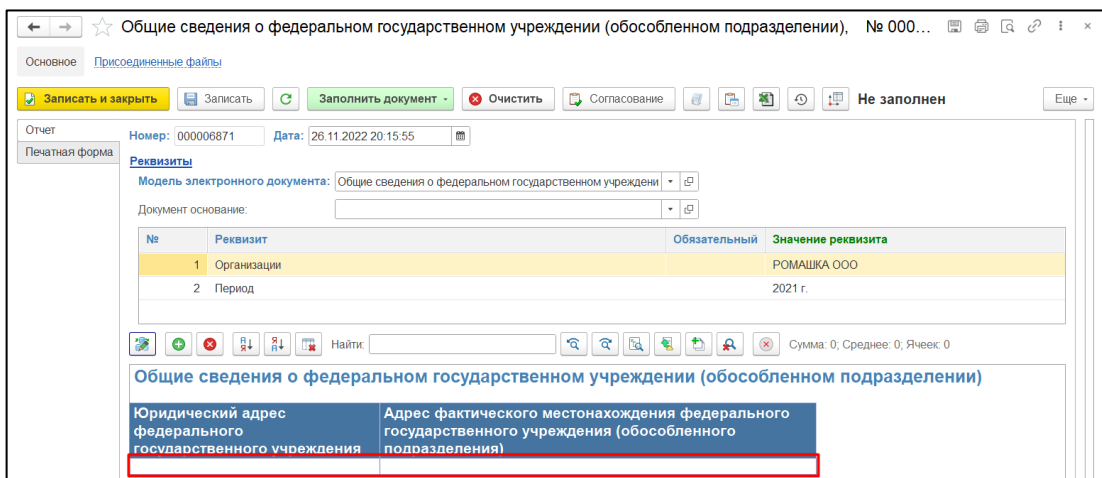 Общие сведения о федеральном государственном учреждении (обособленном подразделении), № 000...
Основное Присоединенные файлы
Записать и закрыть Записать Заполнить документ Очистить Согласование Не заполнен Еще
Отчет
Печатная форма
Номер: 000006871 Дата: 26.11.2022 20:15:55
Реквизиты
Модель электронного документа: Общие сведения о федеральном государственном учреждени
Документ основание:
№ Реквизит Обязательный Значение реквизита
1 Организации РОМАШКА ООО
2 Период 2021 г.
Найти: Сумма: 0; Среднее: 0; Ячеек: 0
Общие сведения о федеральном государственном учреждении (обособленном подразделении)
Юридический адрес Адрес фактического местонахождения федерального
федерального государственного учреждения (обособленного
государственного учреждения подразделения)